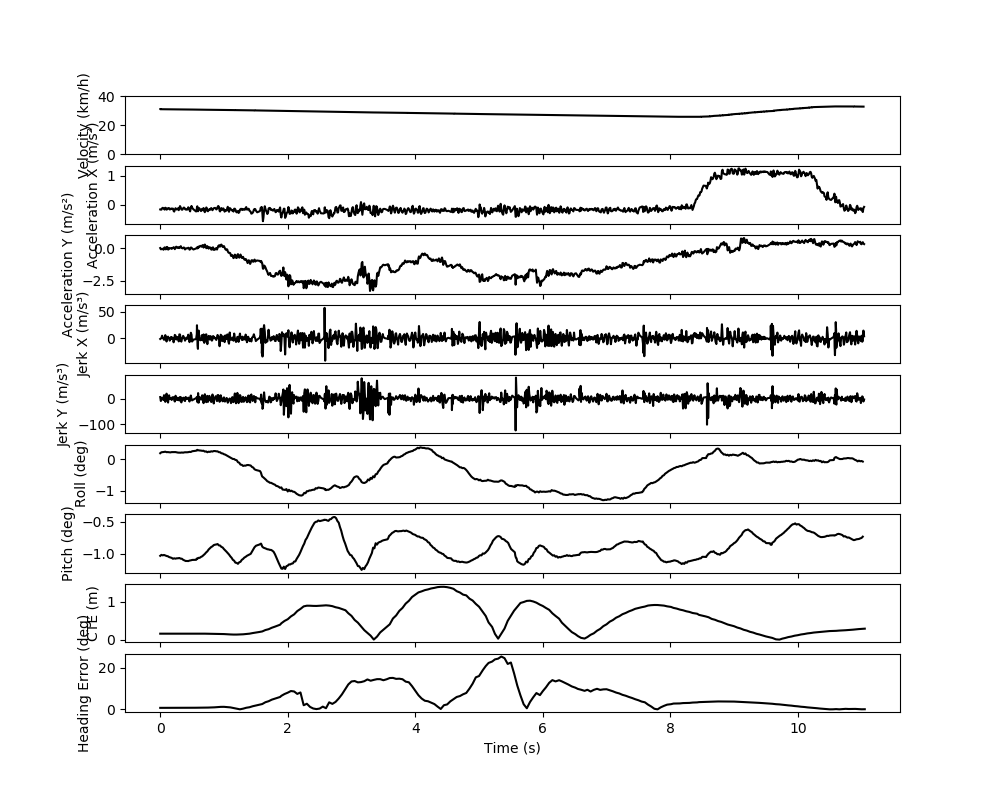 Velocity (km/h)
40
20
0
Acceleration X (m/s²)
1
0
Acceleration Y (m/s²)
0.0
−2.5
Jerk X (m/s³)
50
0
Jerk Y (m/s³)
0
−100
Roll (deg)
0
−1
Pitch (deg)
−0.5
−1.0
CTE (m)
1
0
Heading Error (deg)
20
0
0 2 4 6 8 10
Time (s)